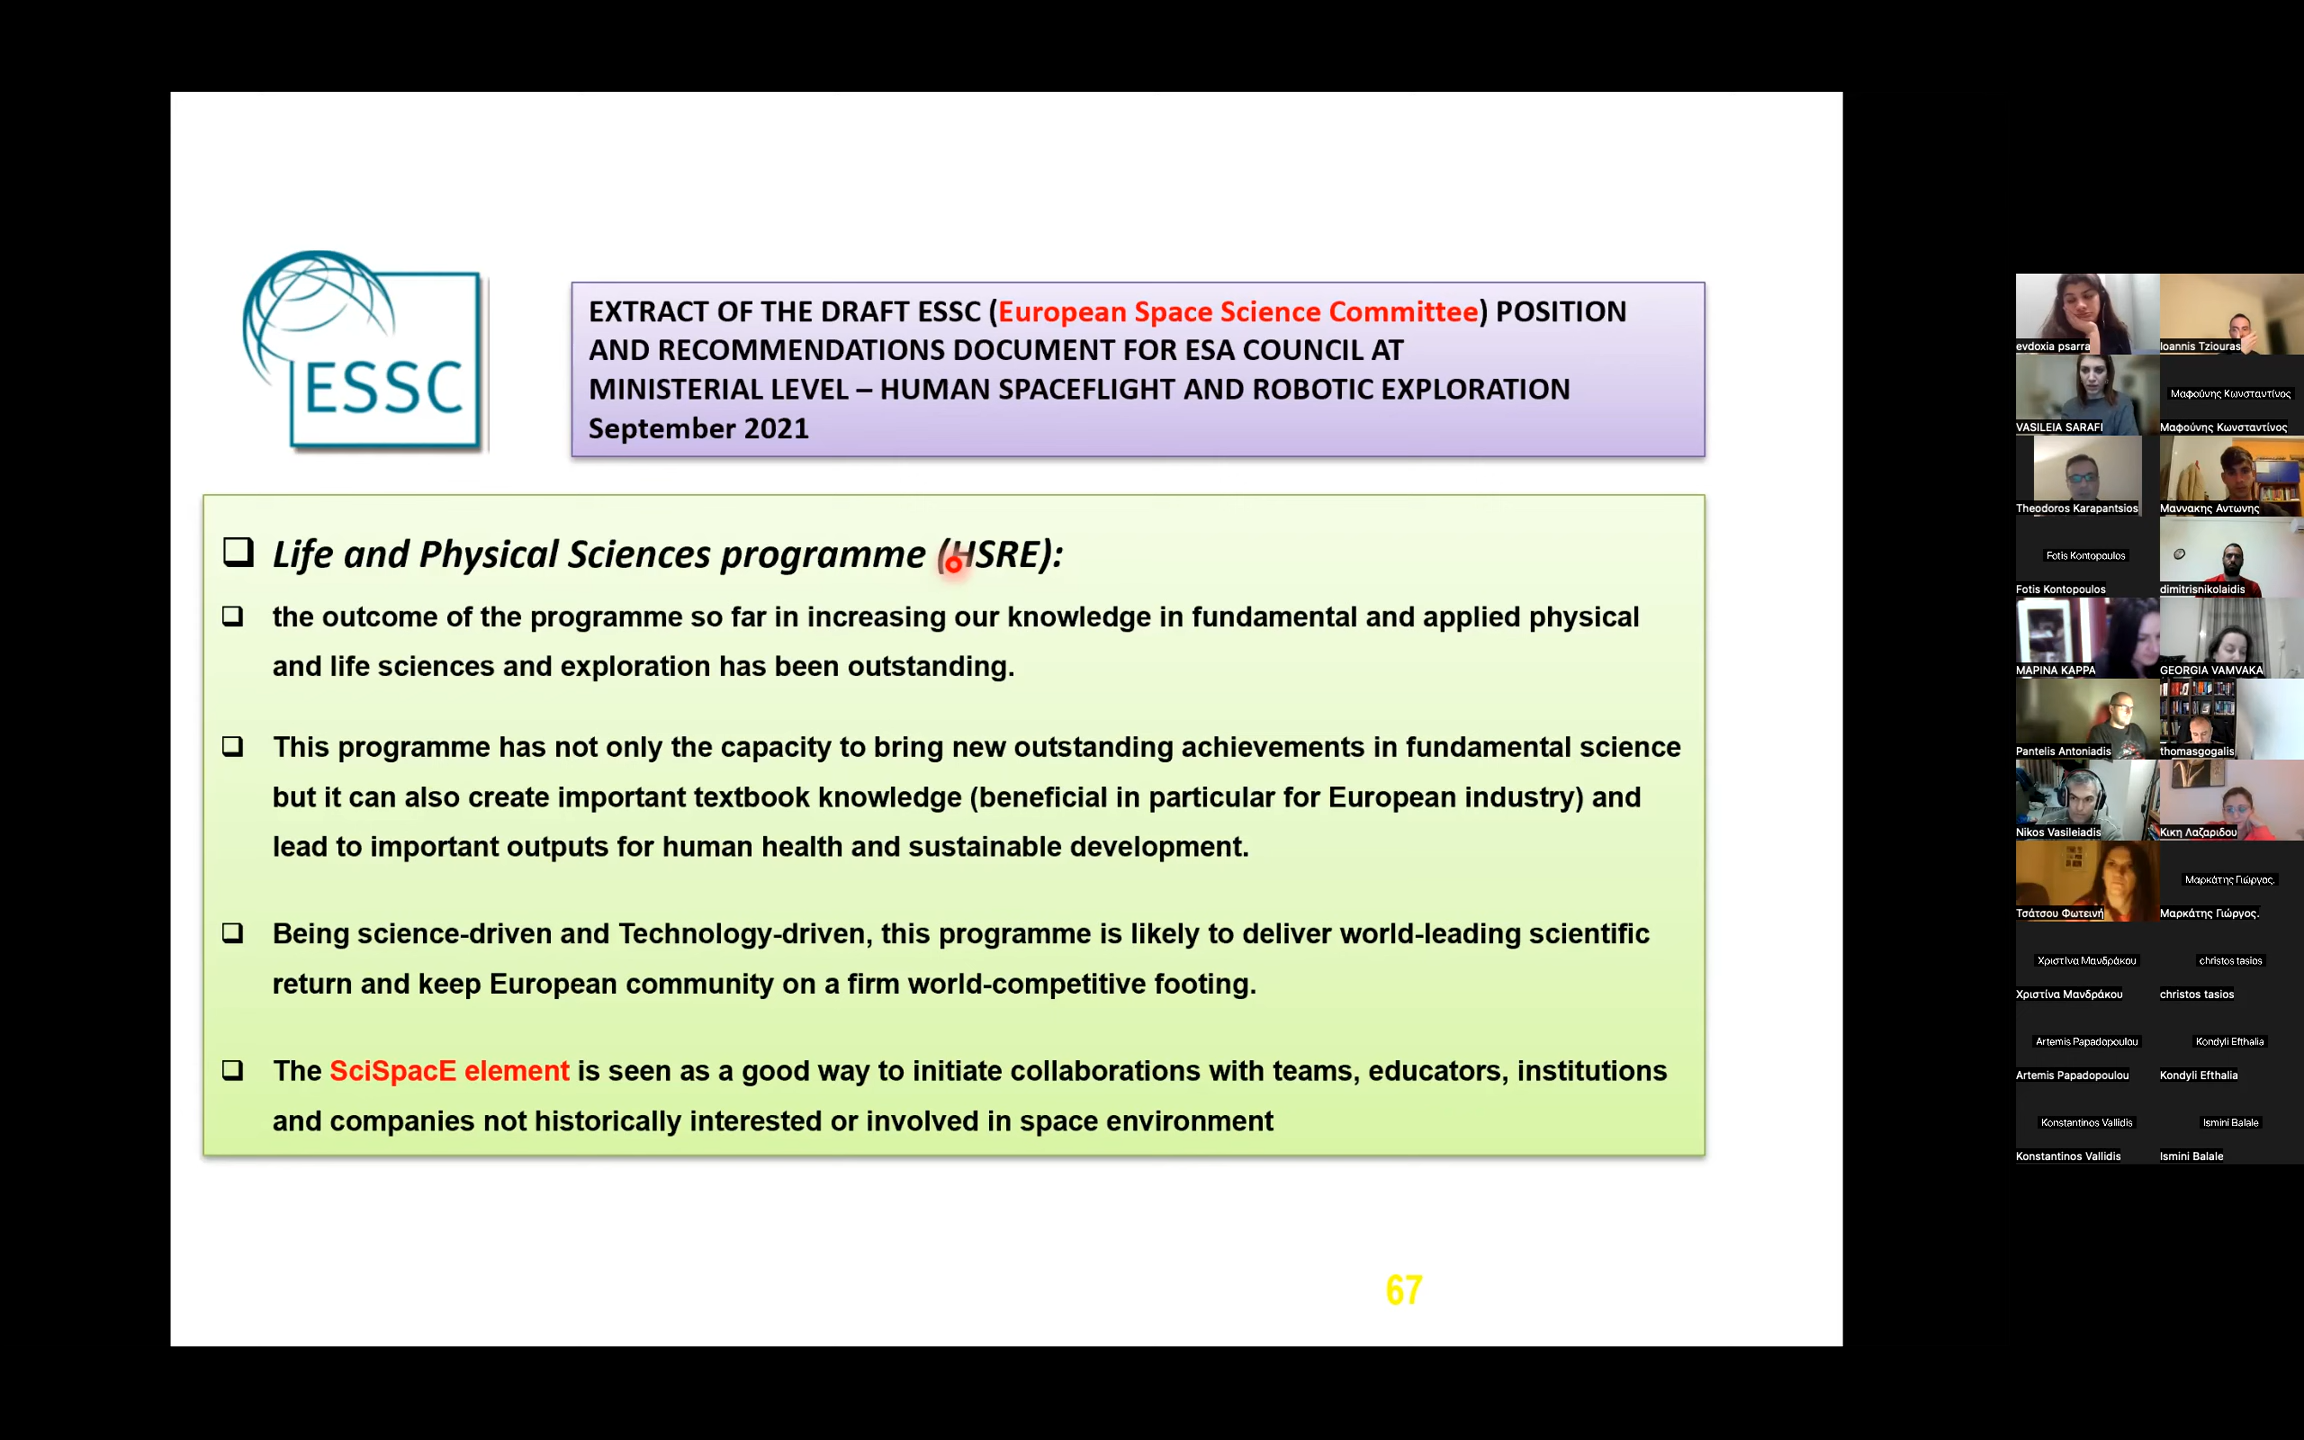 ESSC
EXTRACT OF THE DRAFT ESSC (European Space Science Committee) POSITION
AND RECOMMENDATIONS DOCUMENT FOR ESA COUNCIL AT
MINISTERIAL LEVEL – HUMAN SPACEFLIGHT AND ROBOTIC EXPLORATION
September 2021
Life and Physical Sciences programme (HSRE):
the outcome of the programme so far in increasing our knowledge in fundamental and applied physical
and life sciences and exploration has been outstanding.
This programme has not only the capacity to bring new outstanding achievements in fundamental science
but it can also create important textbook knowledge (beneficial in particular for European industry) and
lead to important outputs for human health and sustainable development.
Being science-driven and Technology-driven, this programme is likely to deliver world-leading scientific
return and keep European community on a firm world-competitive footing.
The SciSpacE element is seen as a good way to initiate collaborations with teams, educators, institutions
and companies not historically interested or involved in space environment
67
evdoxia psarra
Ioannis Tziouras
VASILEIA SARAFI
Μαφούνης Κωνσταντίνος
Μαφούνης Κωνσταντίνος
Theodoros Karapantsios
Μαννακης Αντωνης
Fotis Kontopoulos
Fotis Kontopoulos
dimitrisnikolaidis
ΜΑΡΙΝΑ ΚΑΡΡΑ
GEORGIA VAMVAKA
Pantelis Antoniadis
thomasgogalis
Nikos Vasileiadis
Κικη Λαζαριδου
Τσάτσου Φωτεινή
Μαρκάτης Γιώργος.
Μαρκάτης Γιώργος.
Χριστίνα Μανδράκου
christos tasios
Χριστίνα Μανδράκου
christos tasios
Artemis Papadopoulou
Kondyli Efthalia
Artemis Papadopoulou
Kondyli Efthalia
Konstantinos Vallidis
Ismini Balale
Konstantinos Vallidis
Ismini Balale